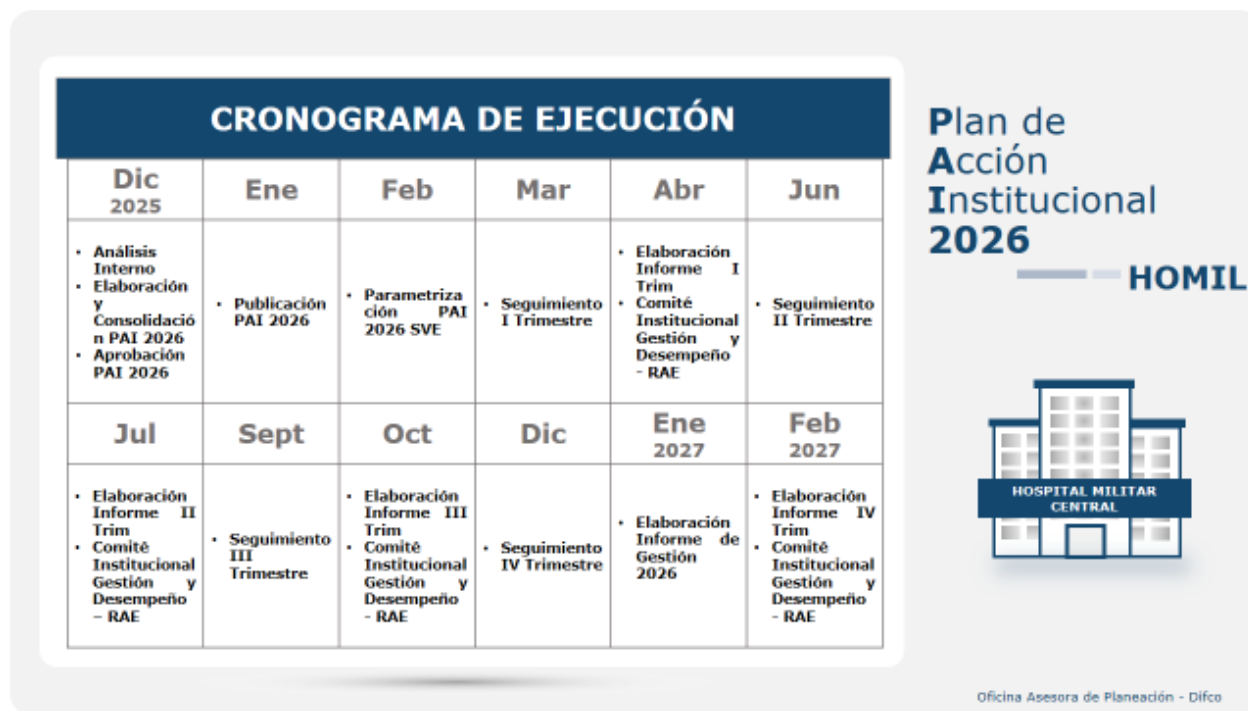 CRONOGRAMA DE EJECUCIÓN
Dic
2025
Ene
Feb
Mar
Abr
Jun
• Análisis
Interno
• Elaboración
y
Consolidació
n PAI 2026
• Aprobación
PAI 2026
• Publicación
PAI 2026
• Parametriza
ción PAI
2026 SVE
• Seguimiento
I Trimestre
• Elaboración
Informe I
Trim
• Comité
Institucional
Gestión y
Desempeño
- RAE
• Seguimiento
II Trimestre
Jul
Sept
Oct
Dic
Ene
2027
Feb
2027
• Elaboración
Informe II
Trim
• Comité
Institucional
Gestión y
Desempeño
– RAE
• Seguimiento
III
Trimestre
• Elaboración
Informe III
Trim
• Comité
Institucional
Gestión y
Desempeño
- RAE
• Seguimiento
IV Trimestre
• Elaboración
Informe de
Gestión
2026
• Elaboración
Informe IV
Trim
• Comité
Institucional
Gestión y
Desempeño
- RAE
Plan de
Acción
Institucional
2026
HOMIL
HOSPITAL MILITAR
CENTRAL
Oficina Asesora de Planeación - Difco